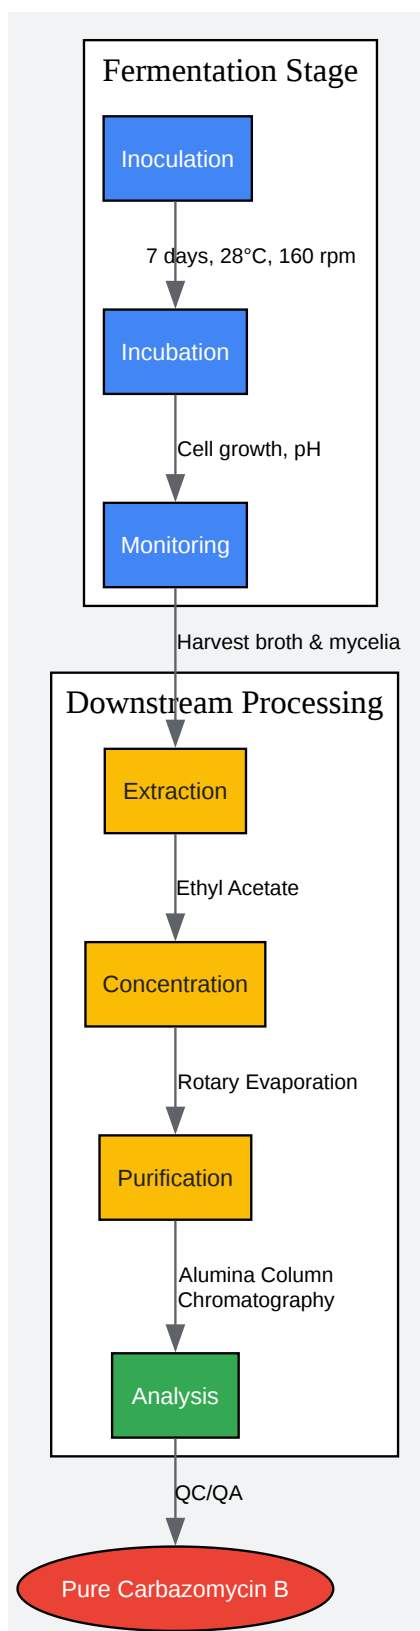 Fermentation Stage
Inoculation
7 days, 28°C, 160 rpm
Incubation
Cell growth, pH
Monitoring
Harvest broth & mycelia
Downstream Processing
Extraction
Ethyl Acetate
Concentration
Rotary Evaporation
Purification
Alumina Column
Chromatography
Analysis
QC/QA
Pure Carbazomycin B